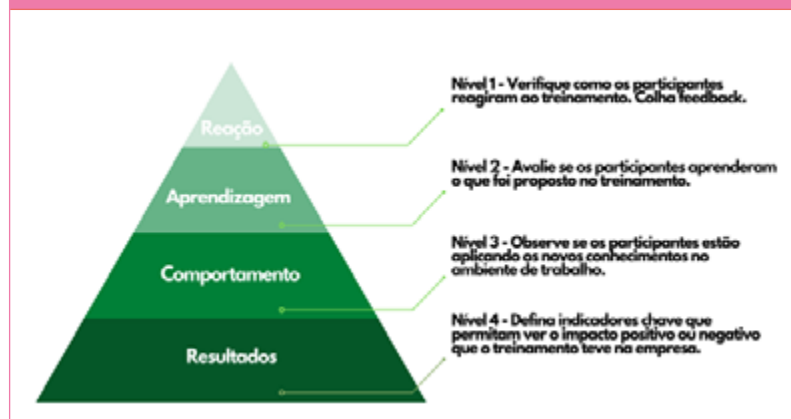 Reação
Nível 1 - Verifique como os participantes
reagiram ao treinamento. Colha feedback.
Aprendizagem
Nível 2 - Avalie se os participantes aprenderam
o que foi proposto no treinamento.
Comportamento
Nível 3 - Observe se os participantes estão
aplicando os novos conhecimentos no
ambiente de trabalho.
Resultados
Nível 4 - Defina indicadores chave que
permitam ver o impacto positivo ou negativo
que o treinamento teve na empresa.